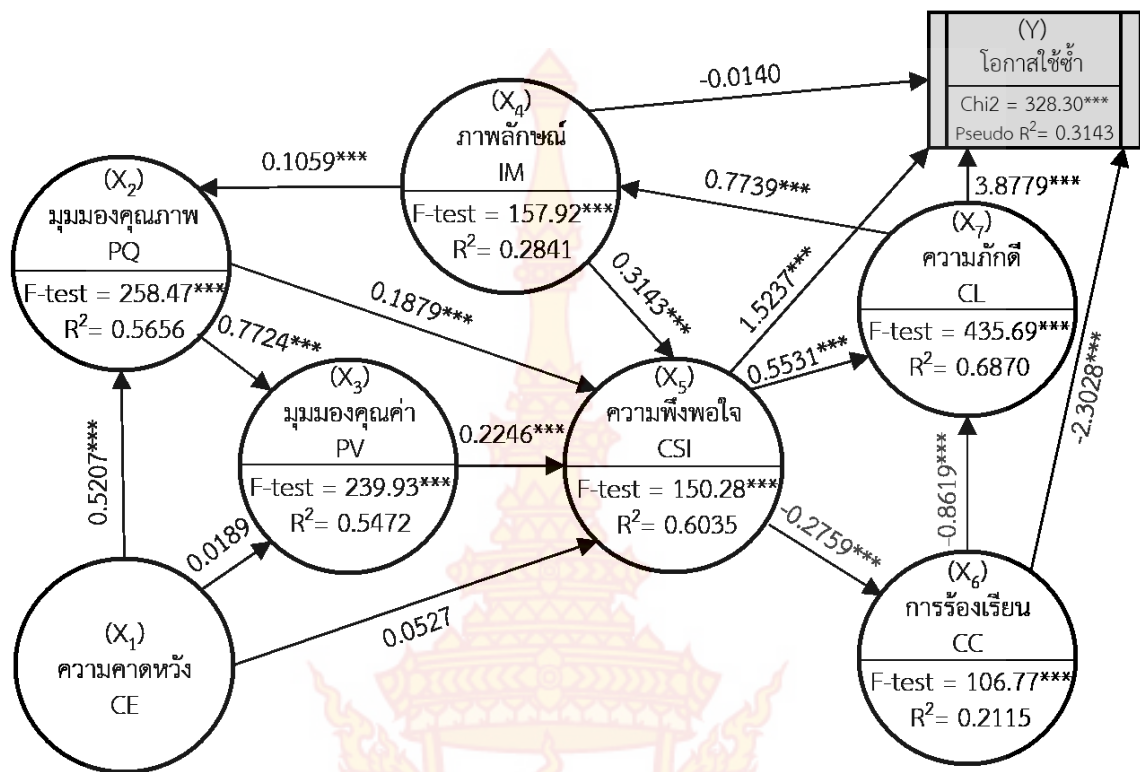 (Y)
โอกาสใช้ซ้ำ
Chi2 = 328.30***
Pseudo R²= 0.3143
-0.0140
(X₄)
ภาพลักษณ์
IM
F-test = 157.92***
R²= 0.2841
0.1059***
0.7739***
3.8779***
(X₂)
มุมมองคุณภาพ
PQ
F-test = 258.47***
R²= 0.5656
(X₇)
ความภักดี
CL
F-test = 435.69***
R²= 0.6870
0.1879***
0.3143***
1.5237***
0.7724***
0.5531***
-2.3028***
(X₃)
มุมมองคุณค่า
PV
F-test = 239.93***
R²= 0.5472
0.2246***
(X₅)
ความพึงพอใจ
CSI
F-test = 150.28***
R²= 0.6035
0.5207***
0.0189
-0.8619***
-0.2759***
0.0527
(X₁)
ความคาดหวัง
CE
(X₆)
การร้องเรียน
CC
F-test = 106.77***
R²= 0.2115